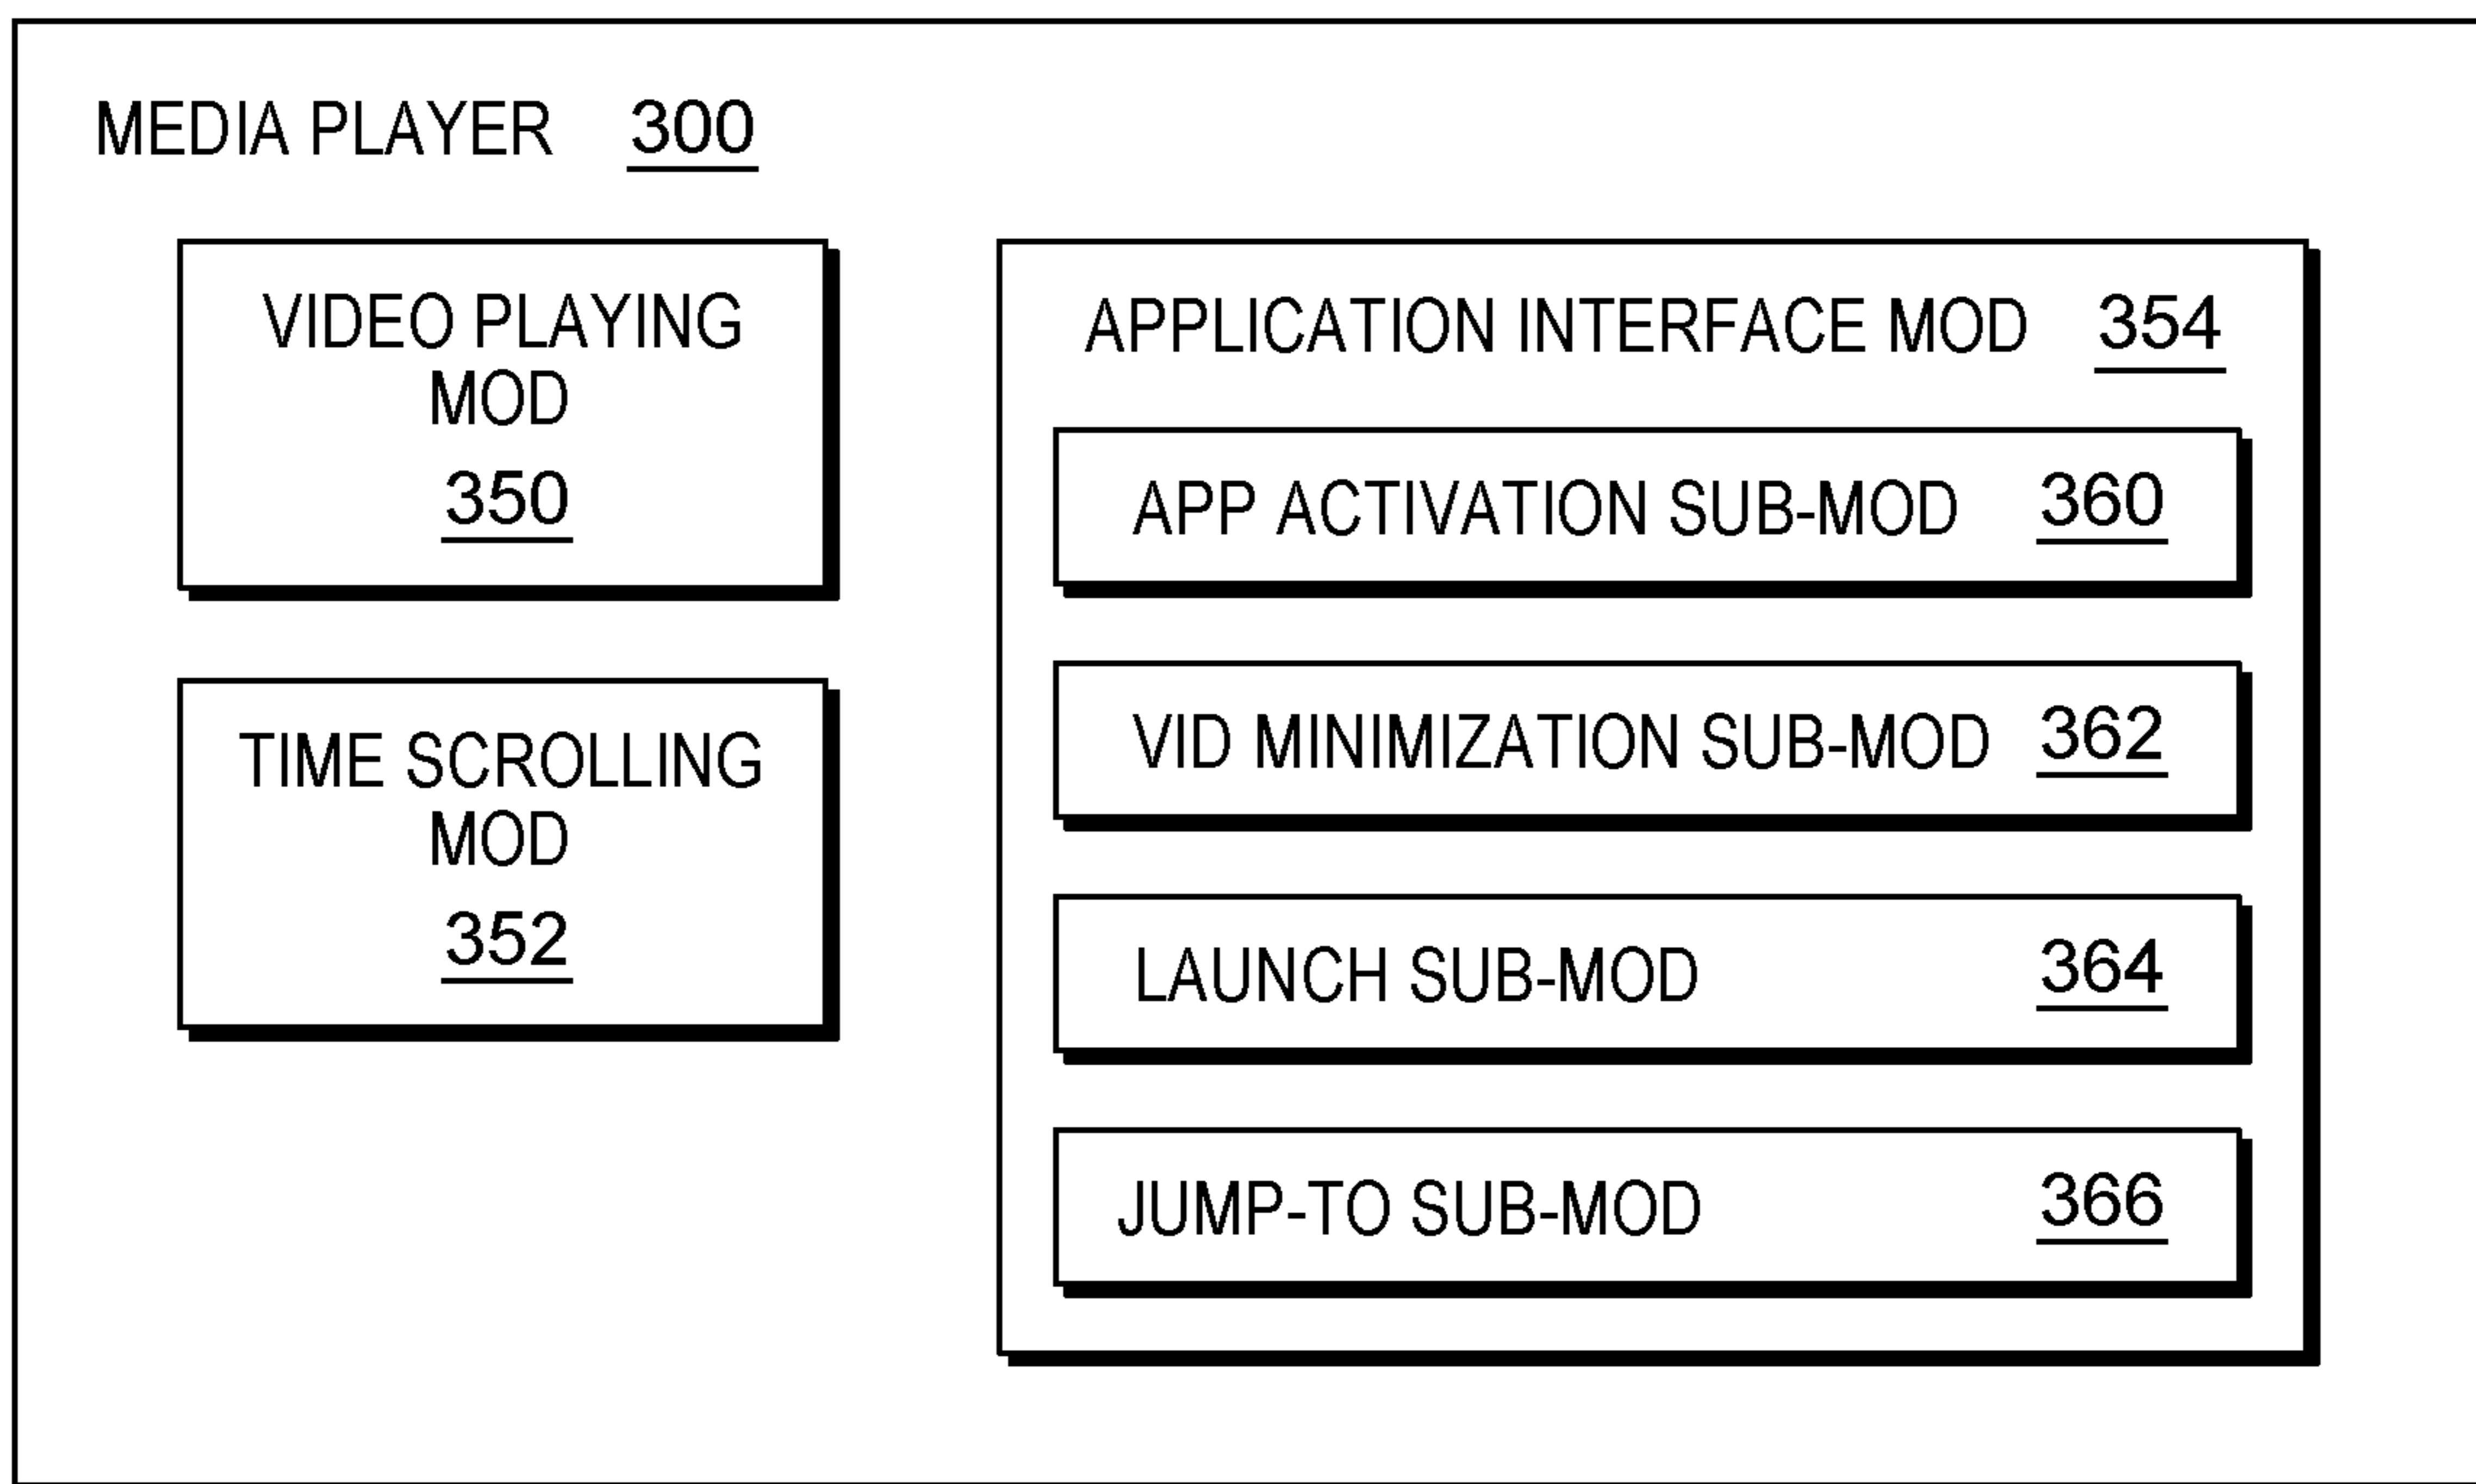 MEDIA PLAYER 300
VIDEO PLAYING
MOD
350
TIME SCROLLING
MOD
352
APPLICATION INTERFACE MOD 354
APP ACTIVATION SUB-MOD 360
VID MINIMIZATION SUB-MOD 362
LAUNCH SUB-MOD 364
JUMP-TO SUB-MOD 366